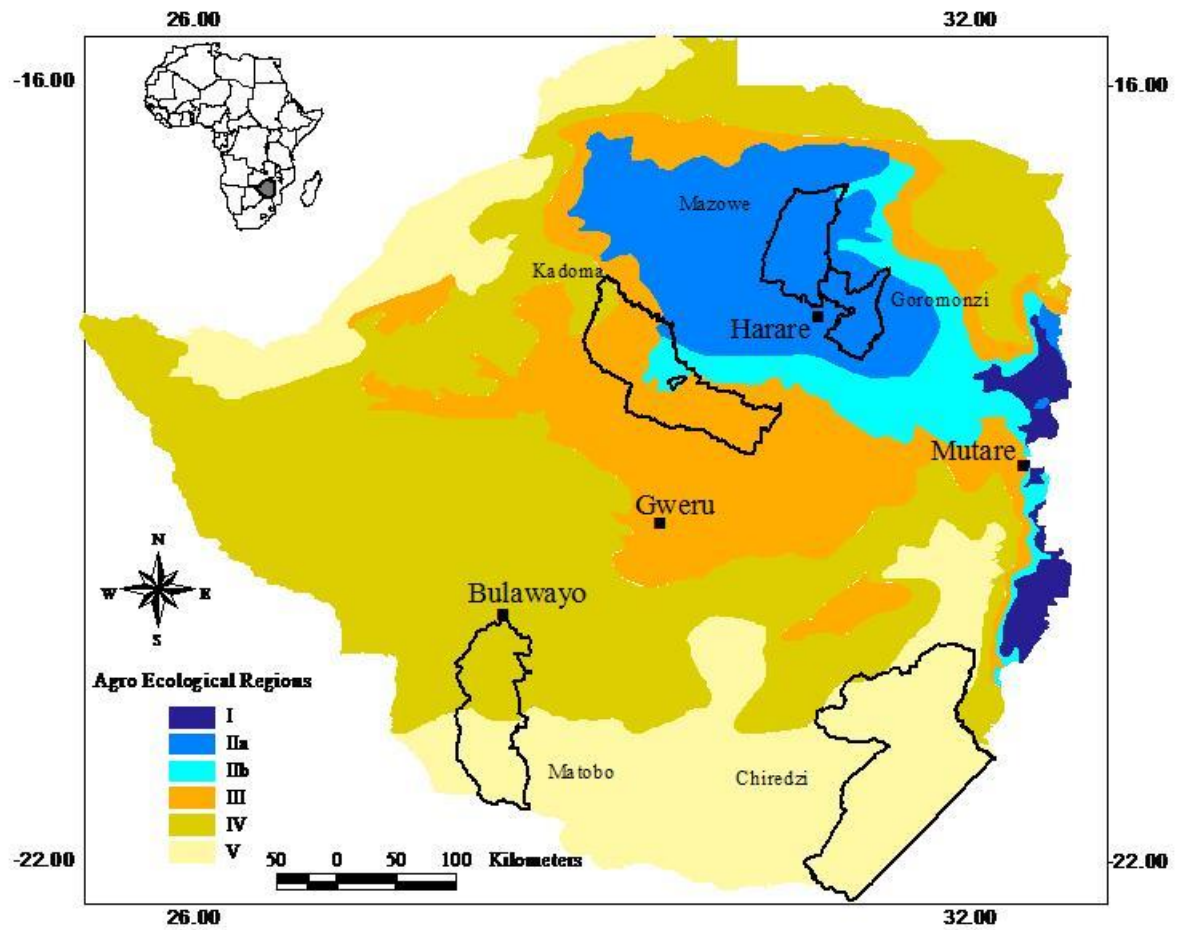 26.00 32.00
-16.00 -16.00
Mazowe
Kadoma
Goromonzi
Harare
Mutare
Gweru
N
W E
S
Bulawayo
Agro Ecological Regions
I
IIa
IIb
III
IV
V
Matobo
Chiredzi
50 0 50 100 Kilometers
-22.00 -22.00
26.00 32.00